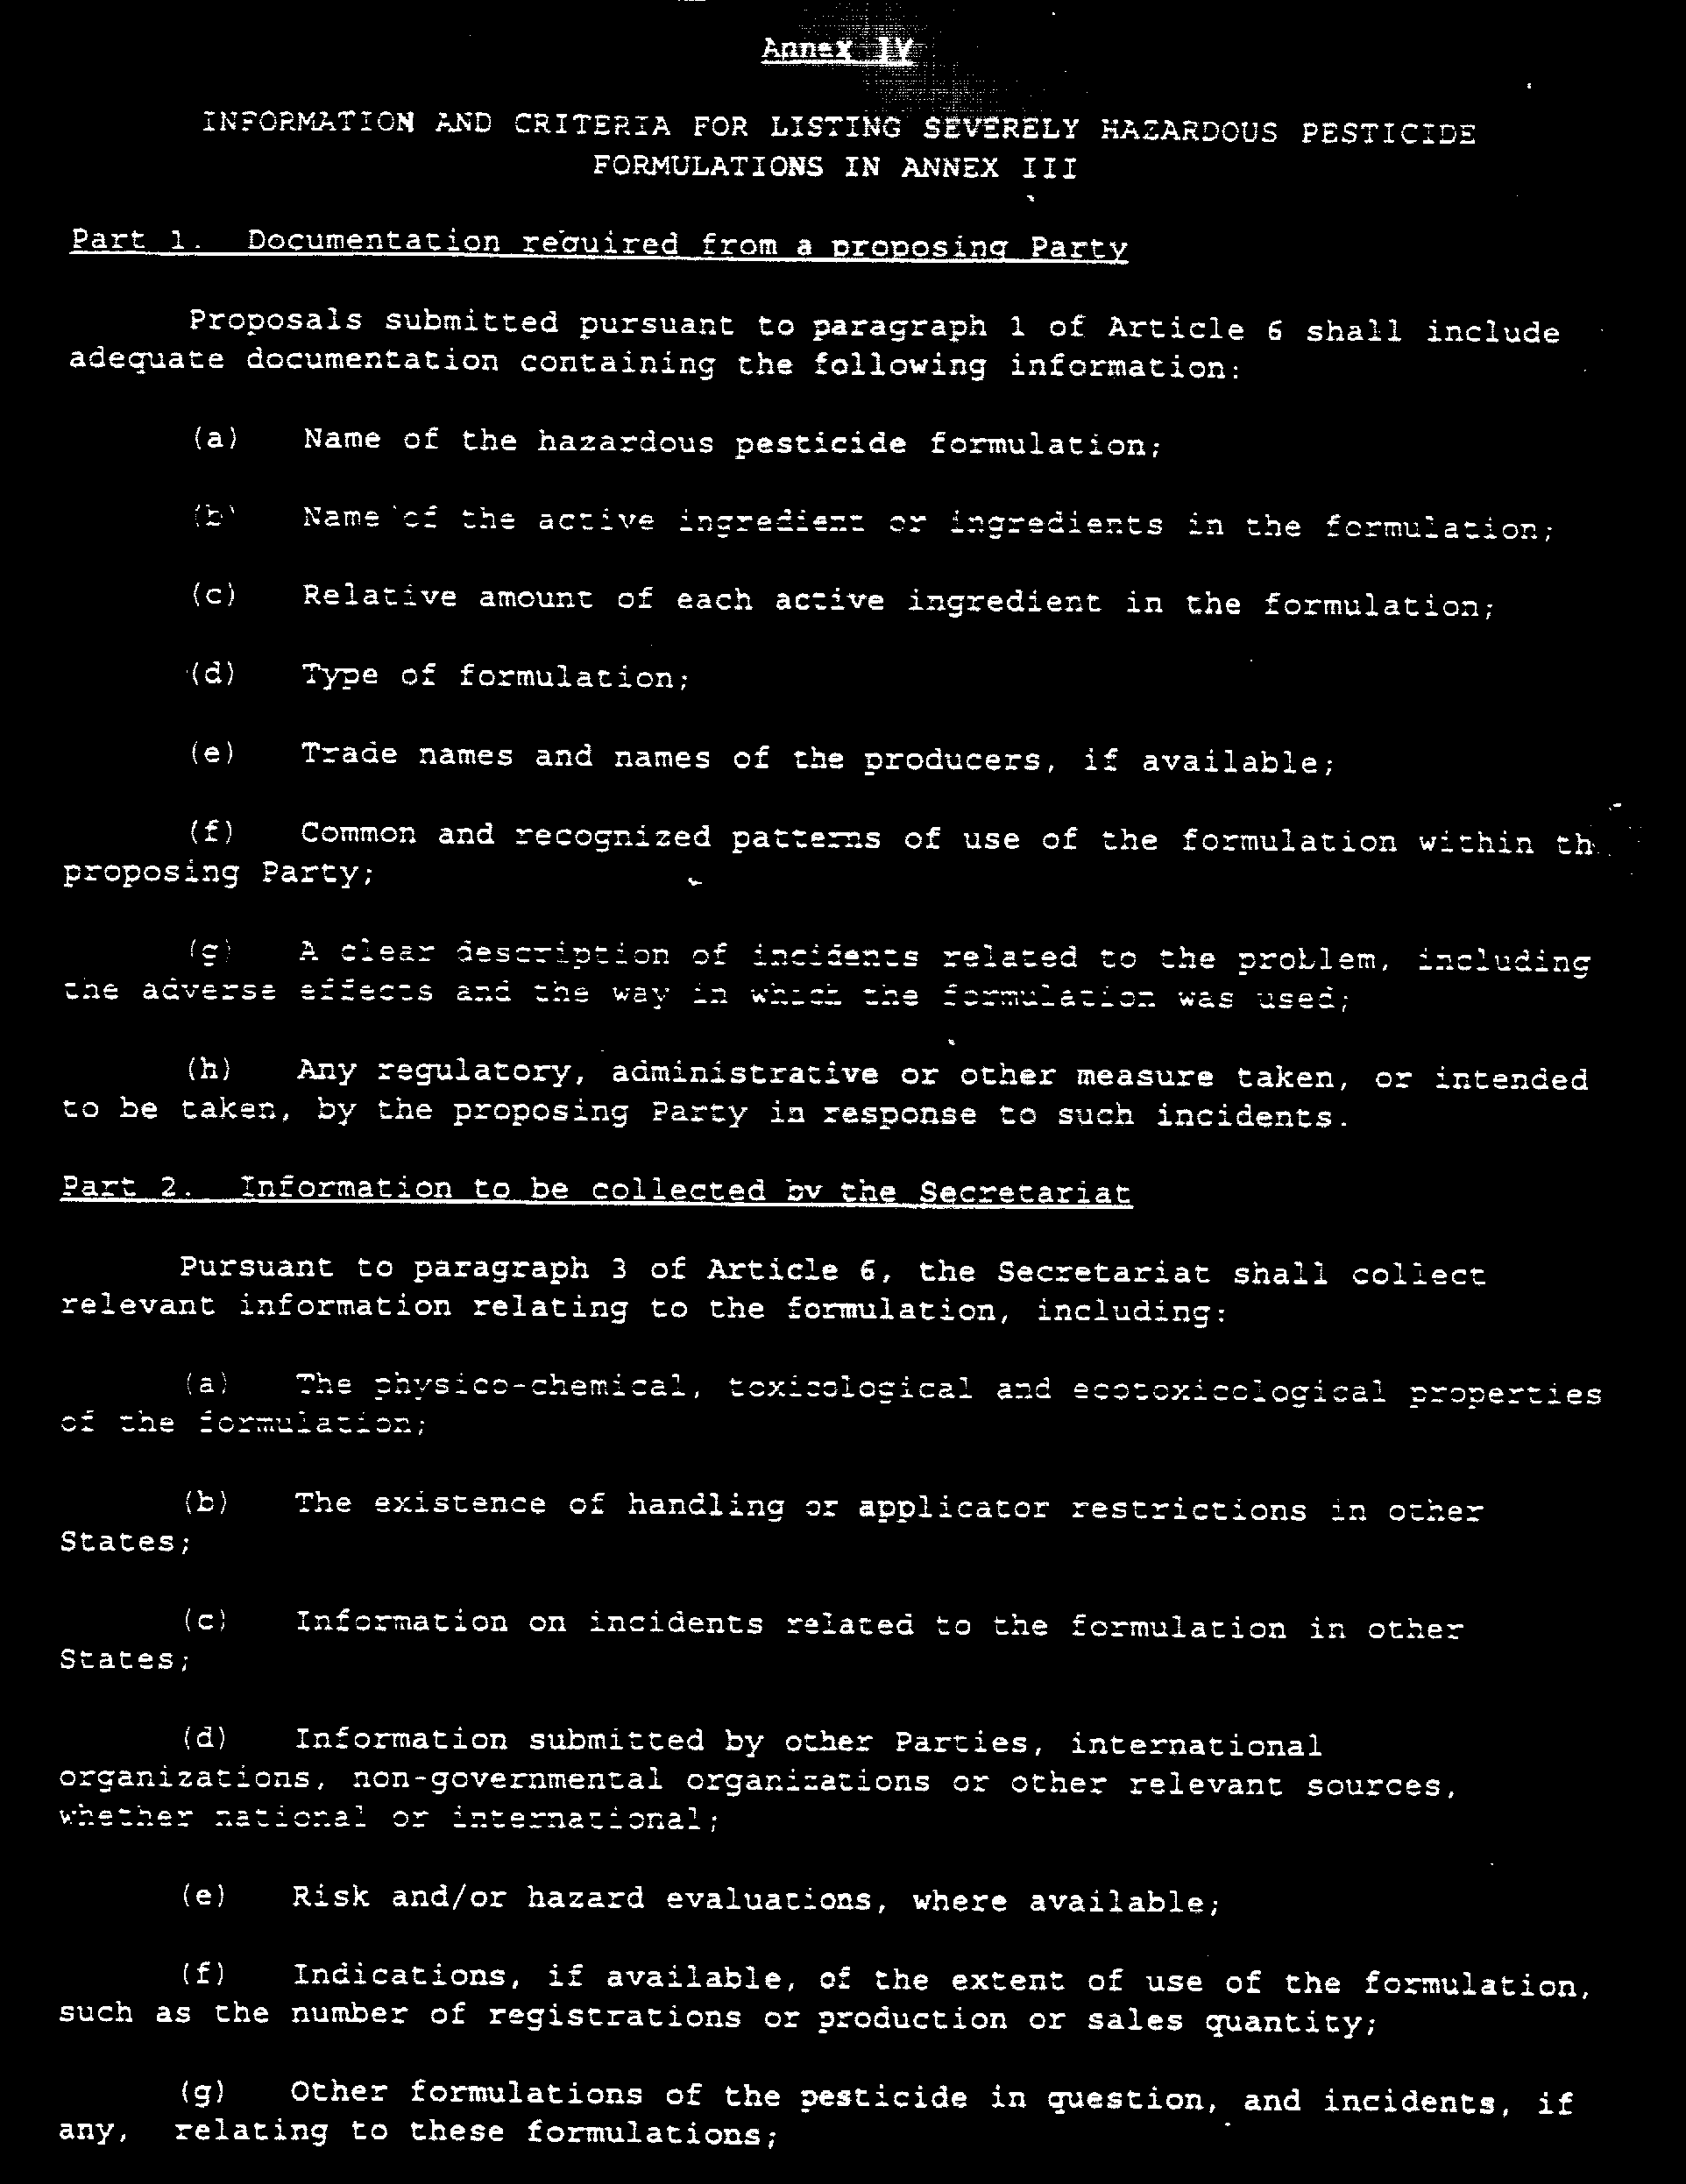 Annex IV
INFORMATION AND CRITERIA FOR LISTING SEVERELY HAZARDOUS PESTICIDE
FORMULATIONS IN ANNEX III
Part 1. Documentation required from a proposing Party
Proposals submitted pursuant to paragraph 1 of Article 6 shall include
adequate documentation containing the following information:
(a) Name of the hazardous pesticide formulation;
(b) Name of the active ingredient or ingredients in the formulation;
(c) Relative amount of each active ingredient in the formulation;
(d) Type of formulation;
(e) Trade names and names of the producers, if available;
(f) Common and recognized patterns of use of the formulation within th
proposing Party;
(g) A clear description of incidents related to the problem, including
the adverse effects and the way in which the formulation was used;
(h) Any regulatory, administrative or other measure taken, or intended
to be taken, by the proposing Party in response to such incidents.
Part 2. Information to be collected by the Secretariat
Pursuant to paragraph 3 of Article 6, the Secretariat shall collect
relevant information relating to the formulation, including:
(a) The physico-chemical, toxicological and ecotoxicological properties
of the formulation;
(b) The existence of handling or applicator restrictions in other
States;
(c) Information on incidents related to the formulation in other
States;
(d) Information submitted by other Parties, international
organizations, non-governmental organizations or other relevant sources,
whether national or international;
(e) Risk and/or hazard evaluations, where available;
(f) Indications, if available, of the extent of use of the formulation,
such as the number of registrations or production or sales quantity;
(g) Other formulations of the pesticide in question, and incidents, if
any, relating to these formulations;